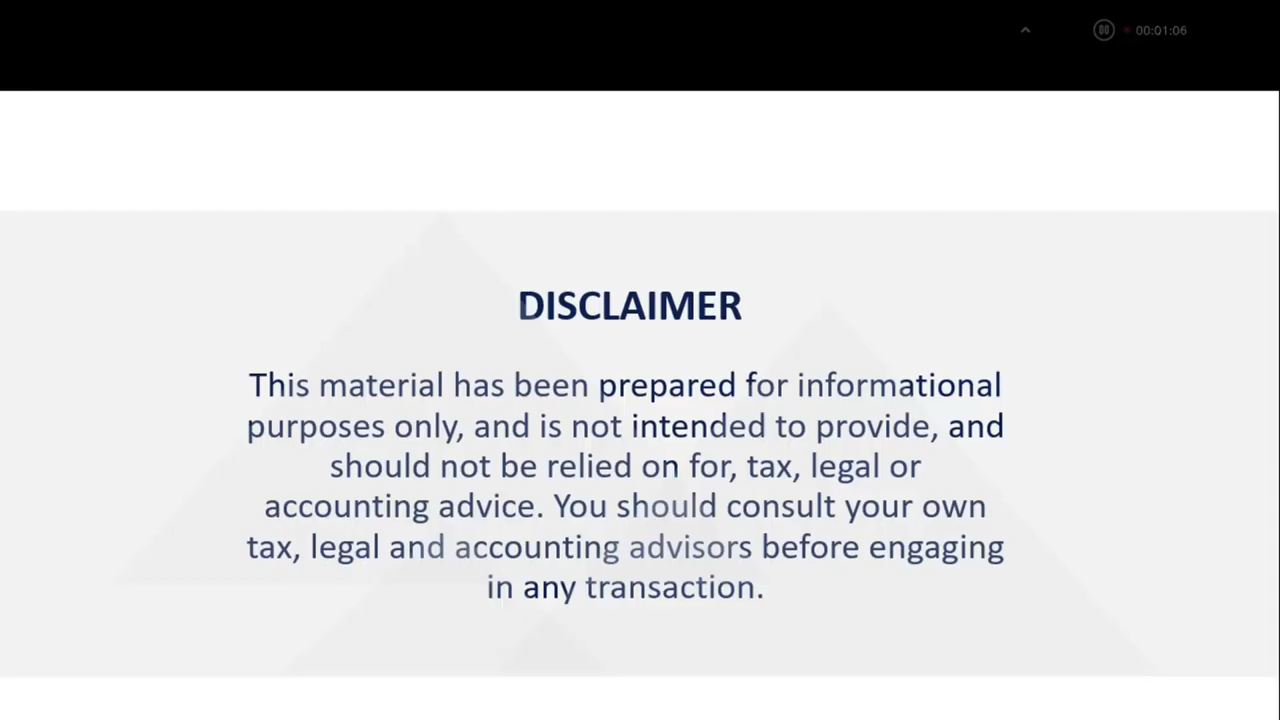 00:01:06
DISCLAIMER
This material has been prepared for informational
purposes only, and is not intended to provide, and
should not be relied on for, tax, legal or
accounting advice. You should consult your own
tax, legal and accounting advisors before engaging
in any transaction.